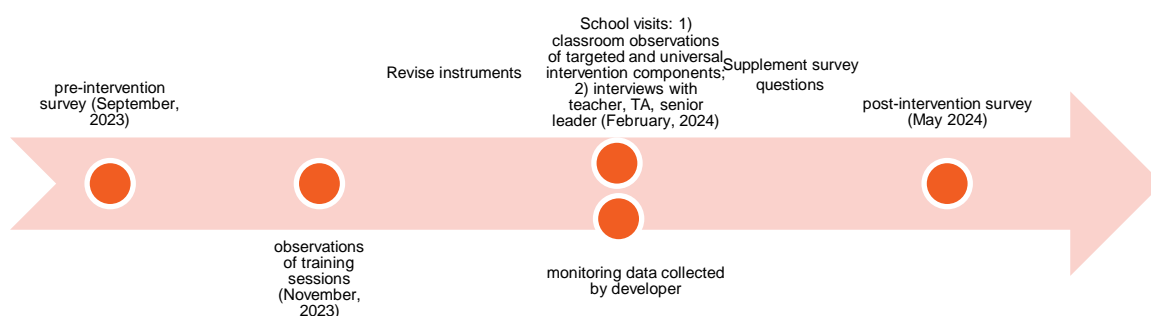 pre-intervention
survey (September,
2023)
observations
of training
sessions
(November,
2023)
Revise instruments
School visits: 1)
classroom observations
of targeted and universal
intervention components;
2) interviews with
teacher, TA, senior
leader (February, 2024)
monitoring data collected
by developer
Supplement survey
questions
post-intervention survey
(May 2024)